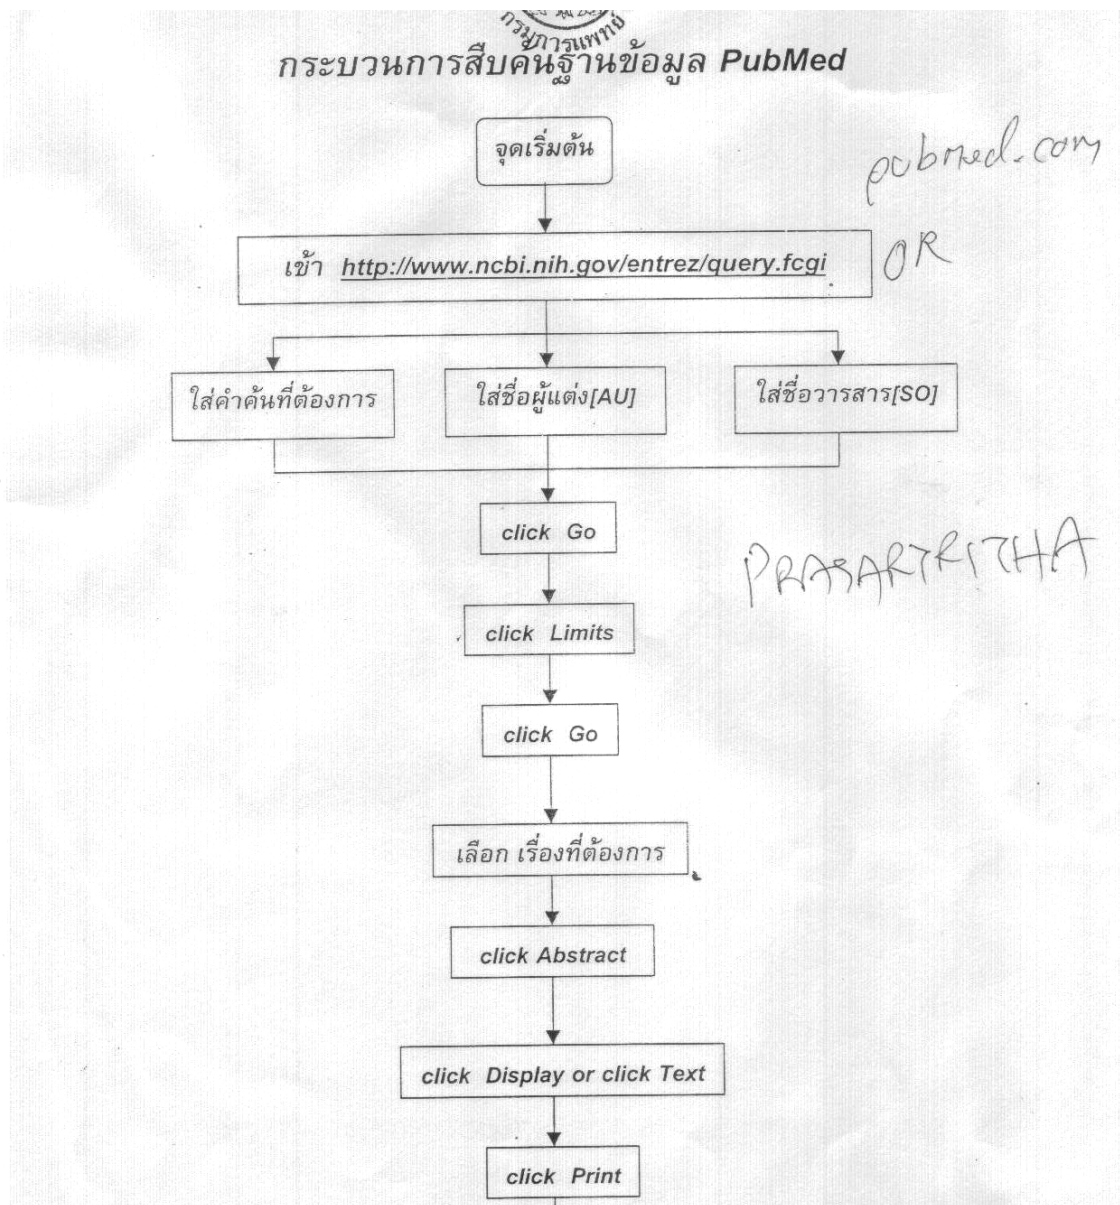 กรมการแพทย์
กระบวนการสืบค้นฐานข้อมูล PubMed
จุดเริ่มต้น
pubmed.com
เข้า http://www.ncbi.nih.gov/entrez/query.fcgi
OR
ใส่คำค้นที่ต้องการ
ใส่ชื่อผู้แต่ง[AU]
ใส่ชื่อวารสาร[SO]
click Go
PRASARTRITHA
click Limits
click Go
เลือก เรื่องที่ต้องการ
click Abstract
click Display or click Text
click Print